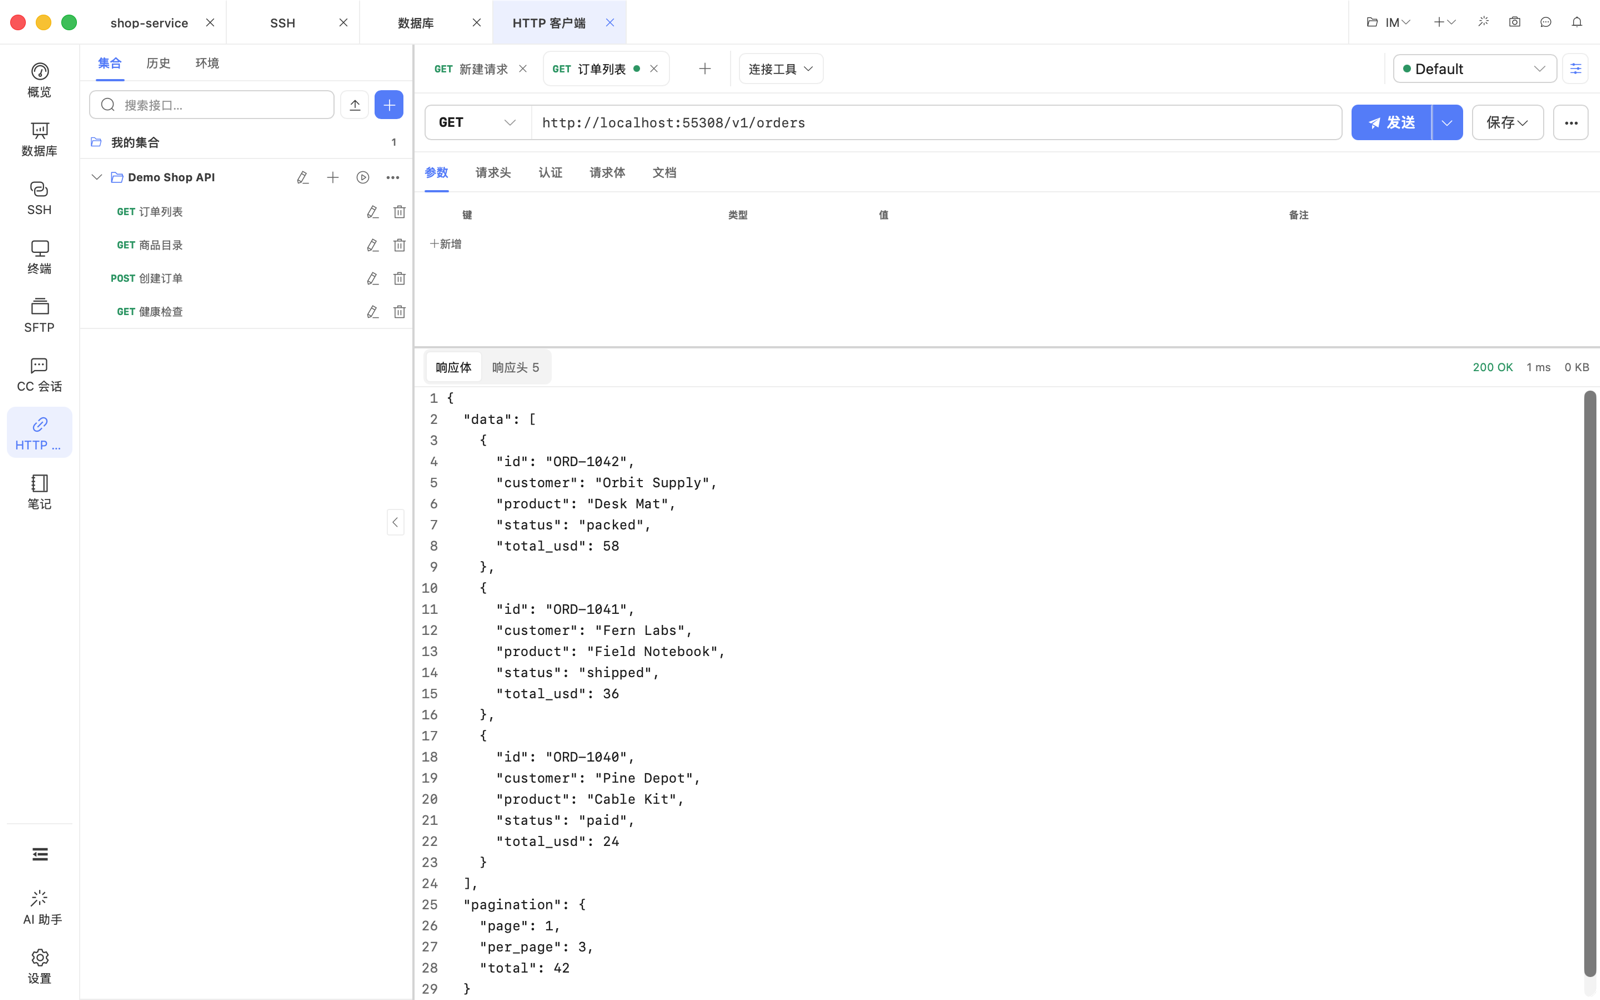 shop-service
SSH
数据库
HTTP 客户端
IM
概览
数据库
SSH
终端
SFTP
CC 会话
HTTP ...
笔记
AI 助手
设置
集合
历史
环境
搜索接口...
我的集合
1
Demo Shop API
GET 订单列表
GET 商品目录
POST 创建订单
GET 健康检查
GET 新建请求
GET 订单列表
连接工具
Default
GET
http://localhost:55308/v1/orders
发送
保存
参数
请求头
认证
请求体
文档
键
类型
值
备注
+新增
响应体
响应头 5
200 OK
1 ms
0 KB
1 {
2 "data": [
3 {
4 "id": "ORD-1042",
5 "customer": "Orbit Supply",
6 "product": "Desk Mat",
7 "status": "packed",
8 "total_usd": 58
9 },
10 {
11 "id": "ORD-1041",
12 "customer": "Fern Labs",
13 "product": "Field Notebook",
14 "status": "shipped",
15 "total_usd": 36
16 },
17 {
18 "id": "ORD-1040",
19 "customer": "Pine Depot",
20 "product": "Cable Kit",
21 "status": "paid",
22 "total_usd": 24
23 }
24 ],
25 "pagination": {
26 "page": 1,
27 "per_page": 3,
28 "total": 42
29 }